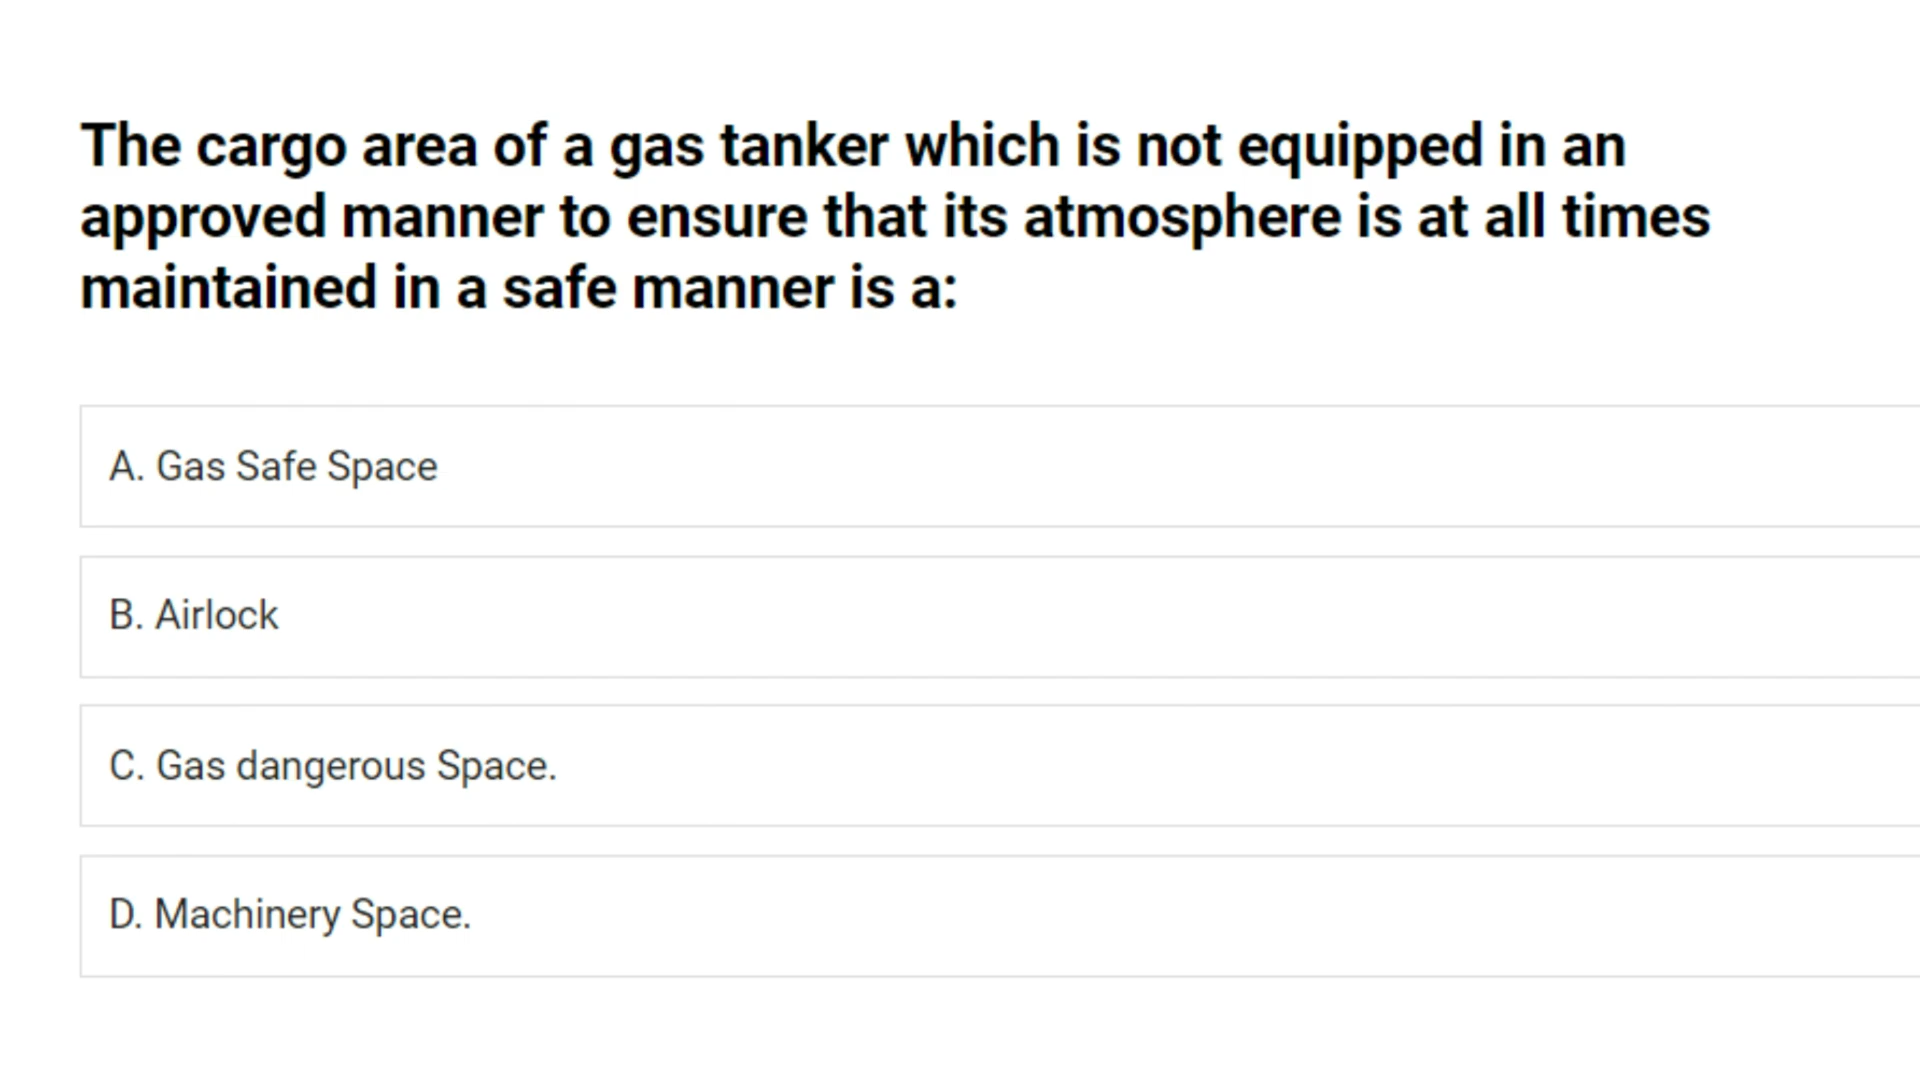 The cargo area of a gas tanker which is not equipped in an
approved manner to ensure that its atmosphere is at all times
maintained in a safe manner is a:
A. Gas Safe Space
B. Airlock
C. Gas dangerous Space.
D. Machinery Space.